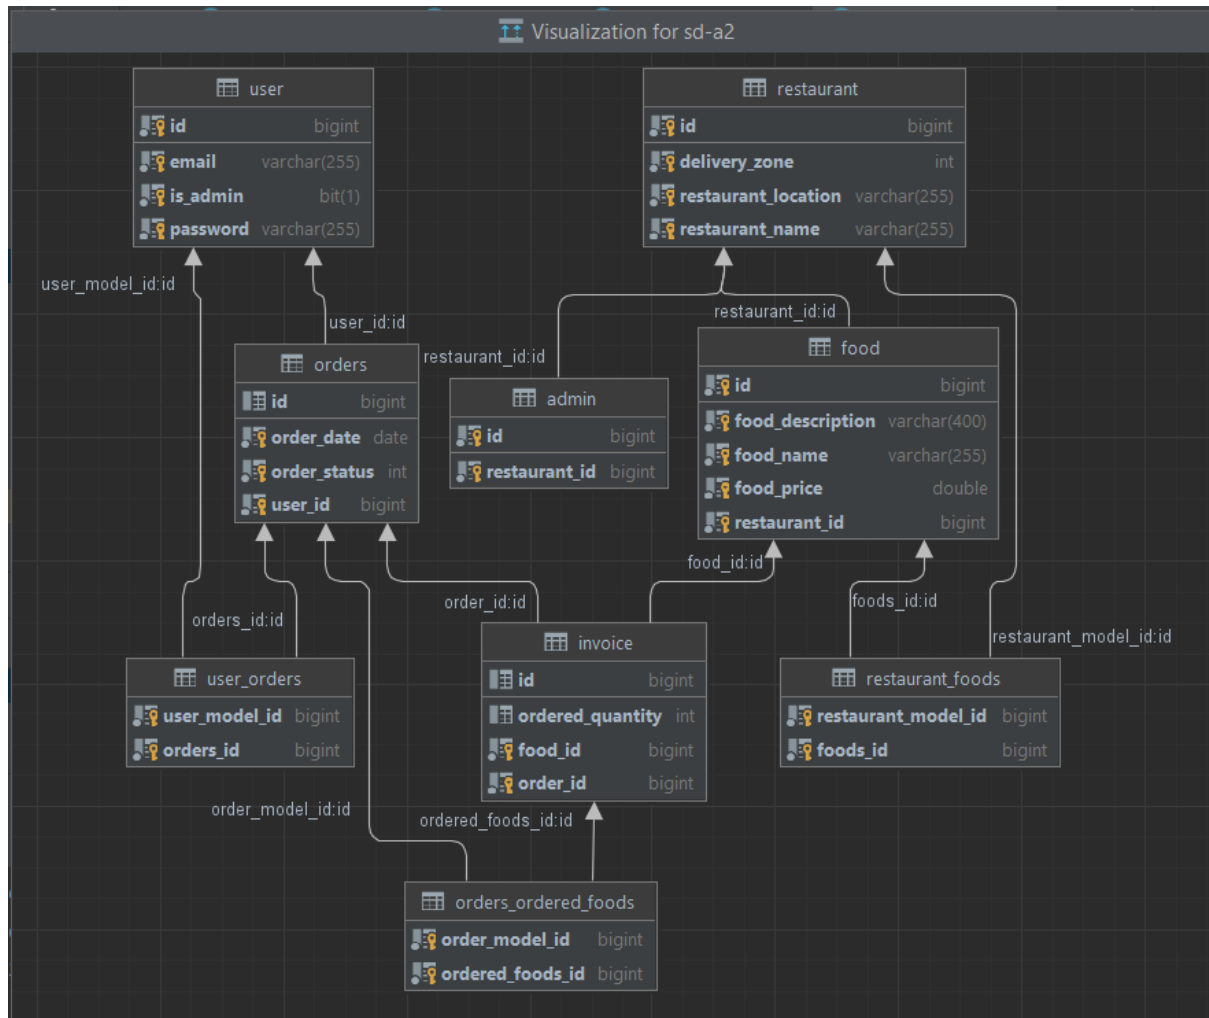 Visualization for sd-a2
user
id bigint
email varchar(255)
is_admin bit(1)
password varchar(255)
restaurant
id bigint
delivery_zone int
restaurant_location varchar(255)
restaurant_name varchar(255)
user_model_id:id
user_id:id
restaurant_id:id
restaurant_id:id
orders
id bigint
order_date date
order_status int
user_id bigint
admin
id bigint
restaurant_id bigint
food
id bigint
food_description varchar(400)
food_name varchar(255)
food_price double
restaurant_id bigint
food_id:id
order_id:id
foods_id:id
orders_id:id
restaurant_model_id:id
user_orders
user_model_id bigint
orders_id bigint
invoice
id bigint
ordered_quantity int
food_id bigint
order_id bigint
restaurant_foods
restaurant_model_id bigint
foods_id bigint
order_model_id:id
ordered_foods_id:id
orders_ordered_foods
order_model_id bigint
ordered_foods_id bigint